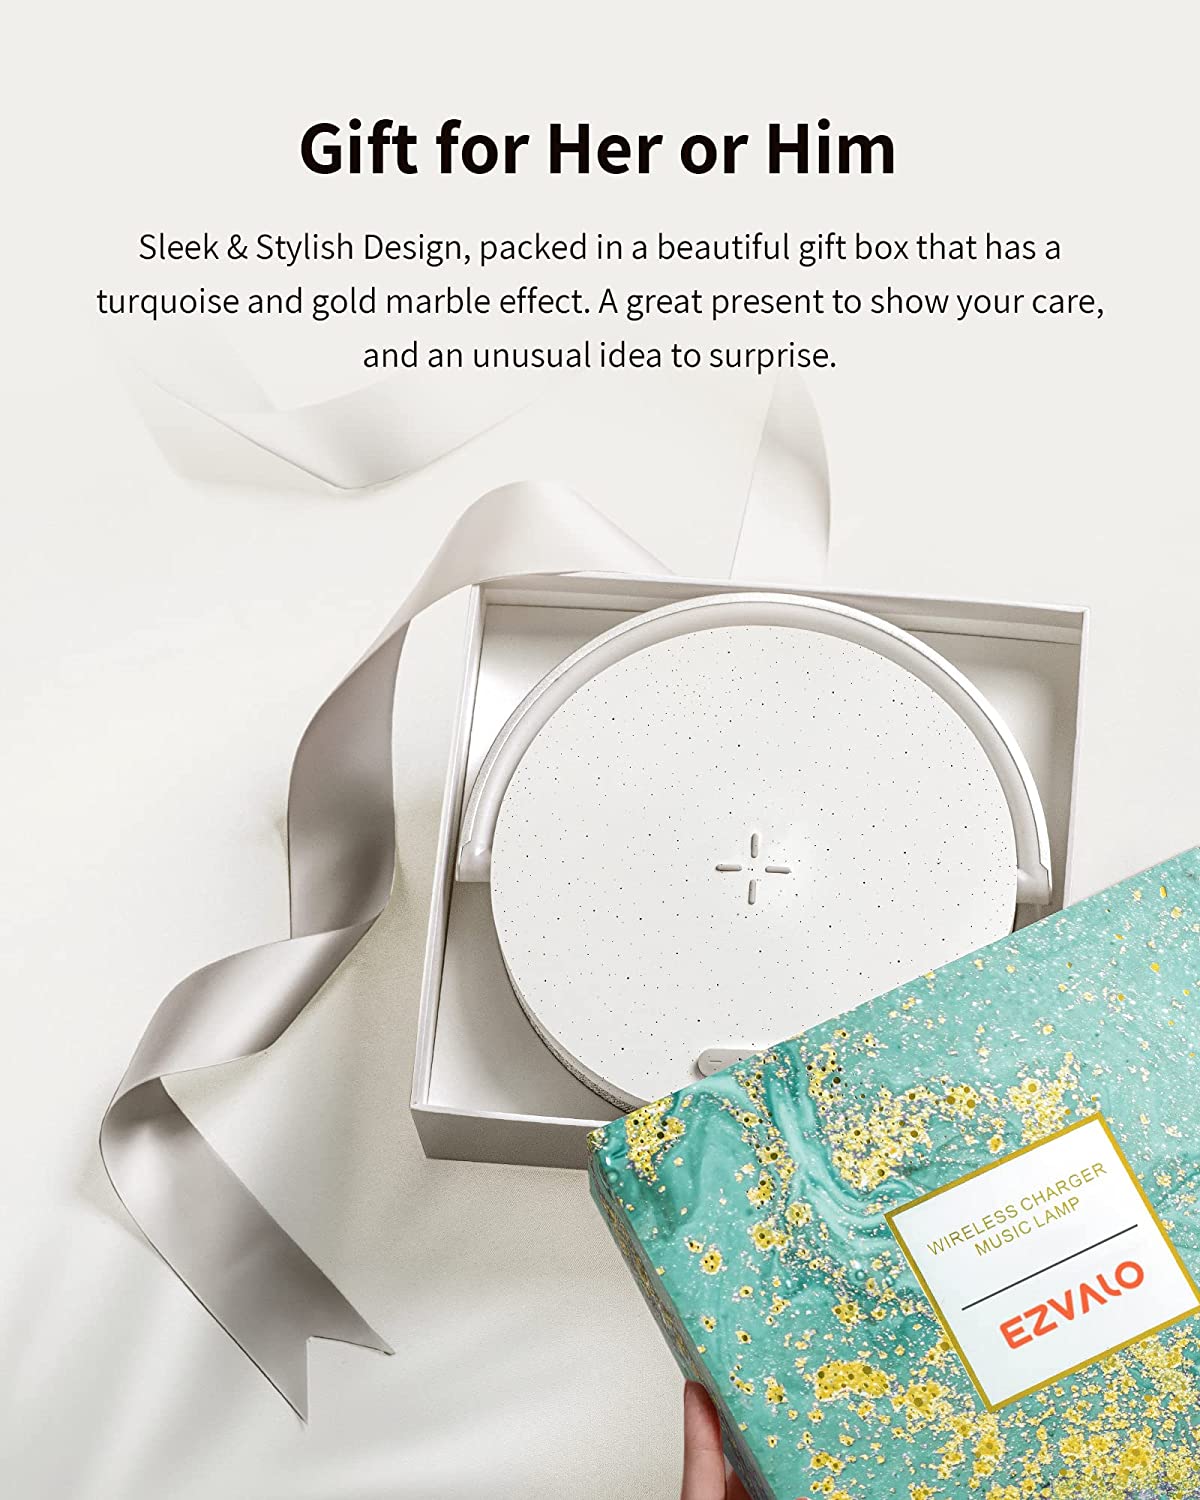 Gift for Her or Him
Sleek & Stylish Design, packed in a beautiful gift box that has a
turquoise and gold marble effect. A great present to show your care,
and an unusual idea to surprise.
WIRELESS CHARGER
MUSIC LAMP
EZVALO